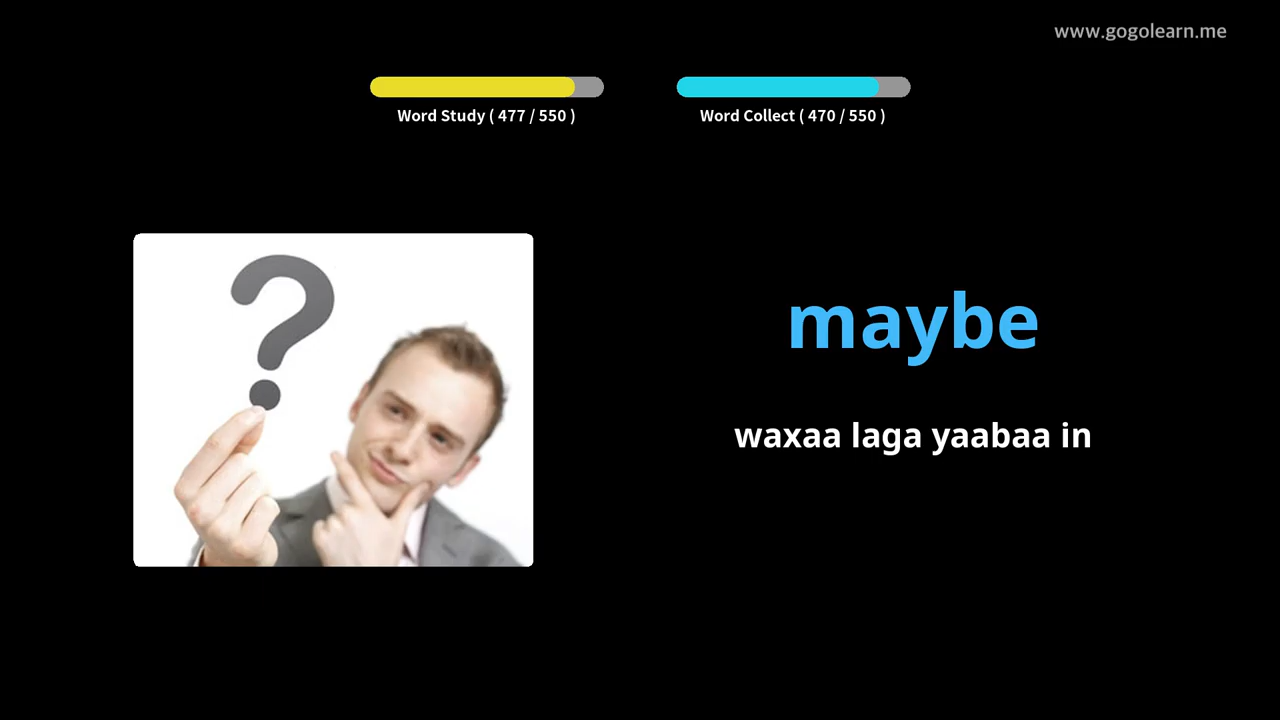 www.gogolearn.me
Word Study ( 477 / 550 )
Word Collect ( 470 / 550 )
?
maybe
waxaa laga yaabaa in